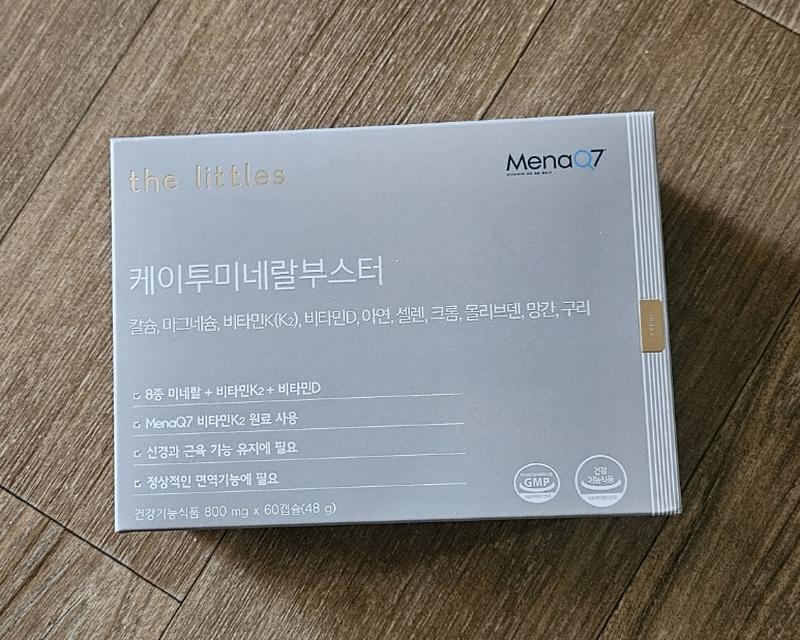 the littles
MenaQ7
케이투미네랄부스터
칼슘, 마그네슘, 비타민K(K₂), 비타민D, 아연, 셀렌, 크롬, 몰리브덴, 망간, 구리
8종 미네랄 + 비타민K₂ + 비타민D
MenaQ7 비타민K₂ 원료 사용
신경과 근육 기능 유지에 필요
정상적인 면역기능에 필요
건강기능식품 800 mg x 60캡슐(48 g)
GMP
건강
기능식품
index